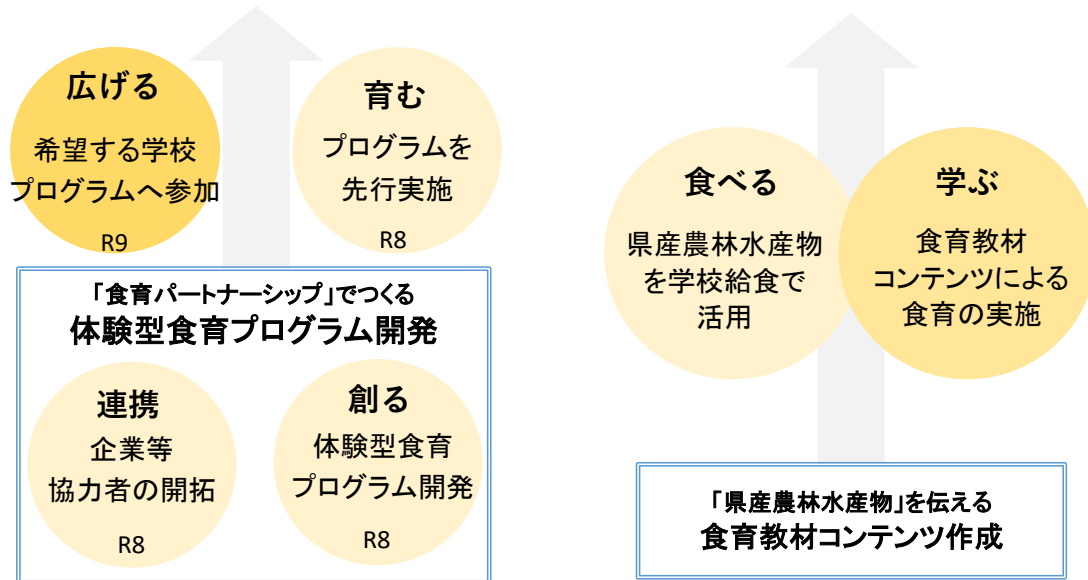 広げる
希望する学校
プログラムへ参加
R9
育む
プログラムを
先行実施
R8
「食育パートナーシップ」でつくる
体験型食育プログラム開発
連携
企業等
協力者の開拓
R8
創る
体験型食育
プログラム開発
R8
食べる
県産農林水産物
を学校給食で
活用
学ぶ
食育教材
コンテンツによる
食育の実施
「県産農林水産物」を伝える
食育教材コンテンツ作成